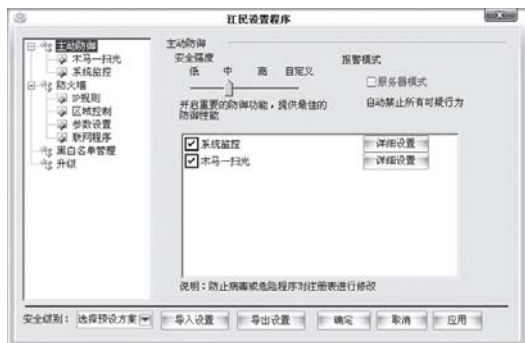 江民设置程序
主动防御
木马一扫光
系统监控
防火墙
IP规则
区域控制
参数设置
联网程序
黑白名单管理
升级
主动防御
安全强度
低 中 高 自定义
开启重要的防御功能，提供最佳的
防御性能
报警模式
服务器模式
自动禁止所有可疑行为
系统监控 详细设置
木马一扫光 详细设置
说明：防止病毒或危险程序对注册表进行修改
安全级别： 选择预设方案 导入设置 导出设置 确定 取消 应用